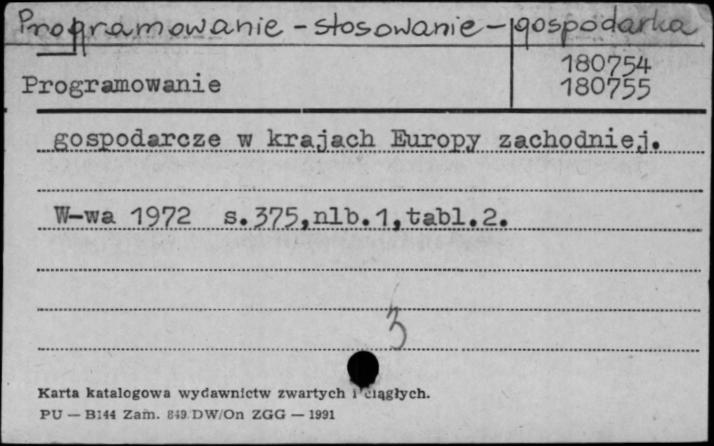 Programowanie - stosowanie - gospodarka
180754
Programowanie 180755
gospodarcze w krajach Europy zachodniej.
W-wa 1972 s.375,nlb.1,tabl.2.
3
Karta katalogowa wydawnictw zwartych i ciągłych.
PU — B144 Zam. 849 DW/On ZGG — 1991